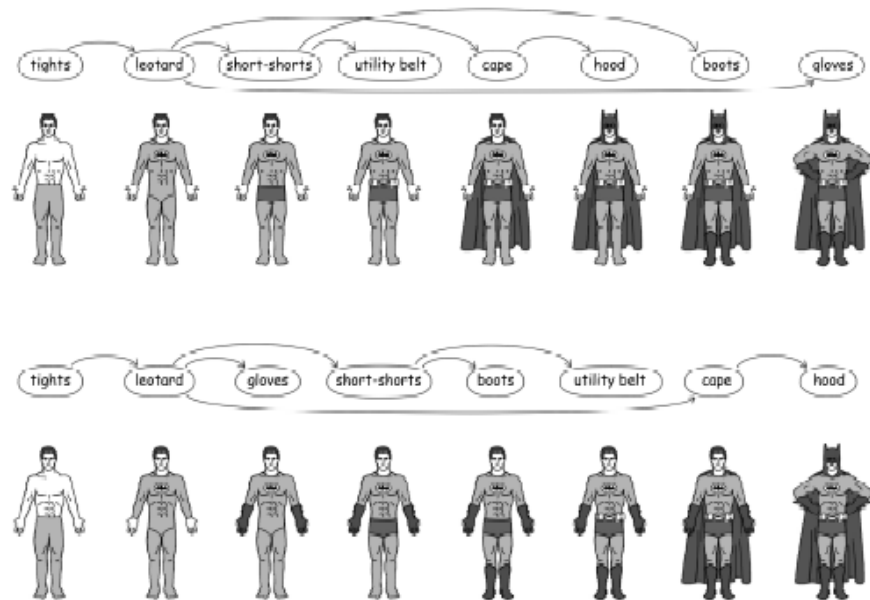 tights leotard short-shorts utility belt cape hood boots gloves
tights leotard gloves short-shorts boots utility belt cape hood